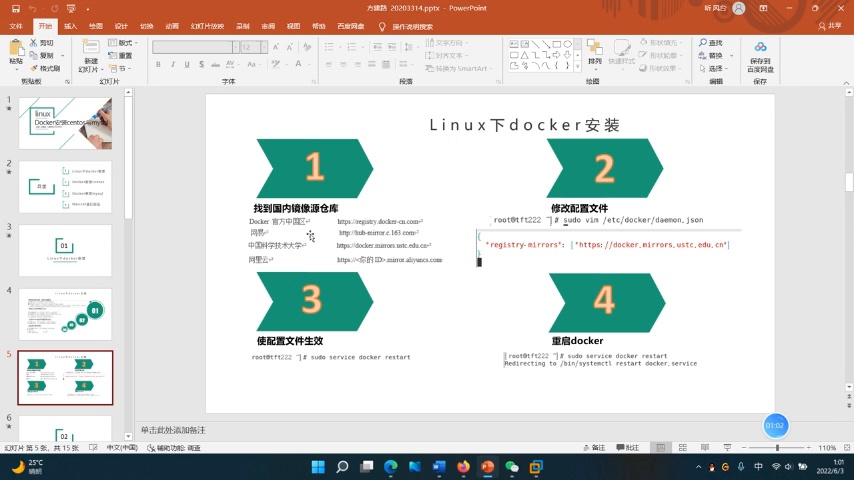 方建路 20203314.pptx - PowerPoint
听 风谷
文件 开始 插入 绘图 设计 切换 动画 幻灯片放映 审阅 视图 录制 帮助 百度网盘 操作说明搜索 共享
粘贴 剪切 复制 格式刷
新建 幻灯片 版式 重置 节
文字方向 对齐文本 转换为 SmartArt
排列 快速样式 形状填充 形状轮廓 形状效果
查找 替换 选择
保存到 百度网盘
剪贴板 幻灯片 字体 段落 绘图 编辑 保存
1
linux
Docker安装centos与mysql
2
目录
3
01
Linux下docker安装
4
01
5
6
02
Linux下docker安装
1
2
找到国内镜像源仓库
修改配置文件
Docker 官方中国区 https://registry.docker-cn.com
root@tft222 ~]# sudo vim /etc/docker/daemon.json
网易 http://hub-mirror.c.163.com
{
中国科学技术大学 https://docker.mirrors.ustc.edu.cn
"registry-mirrors": ["https://docker.mirrors.ustc.edu.cn"]
}
阿里云 https://<你的 ID>.mirror.aliyuncs.com
3
4
使配置文件生效
重启docker
root@tft222 ~]# sudo service docker restart
root@tft222 ~]# sudo service docker restart
Redirecting to /bin/systemctl restart docker.service
单击此处添加备注
01:02
幻灯片 第 5 张，共 15 张 中文(中国) 辅助功能: 调查 备注 批注 110%
25°C
晴朗
中
1:01
2022/6/3